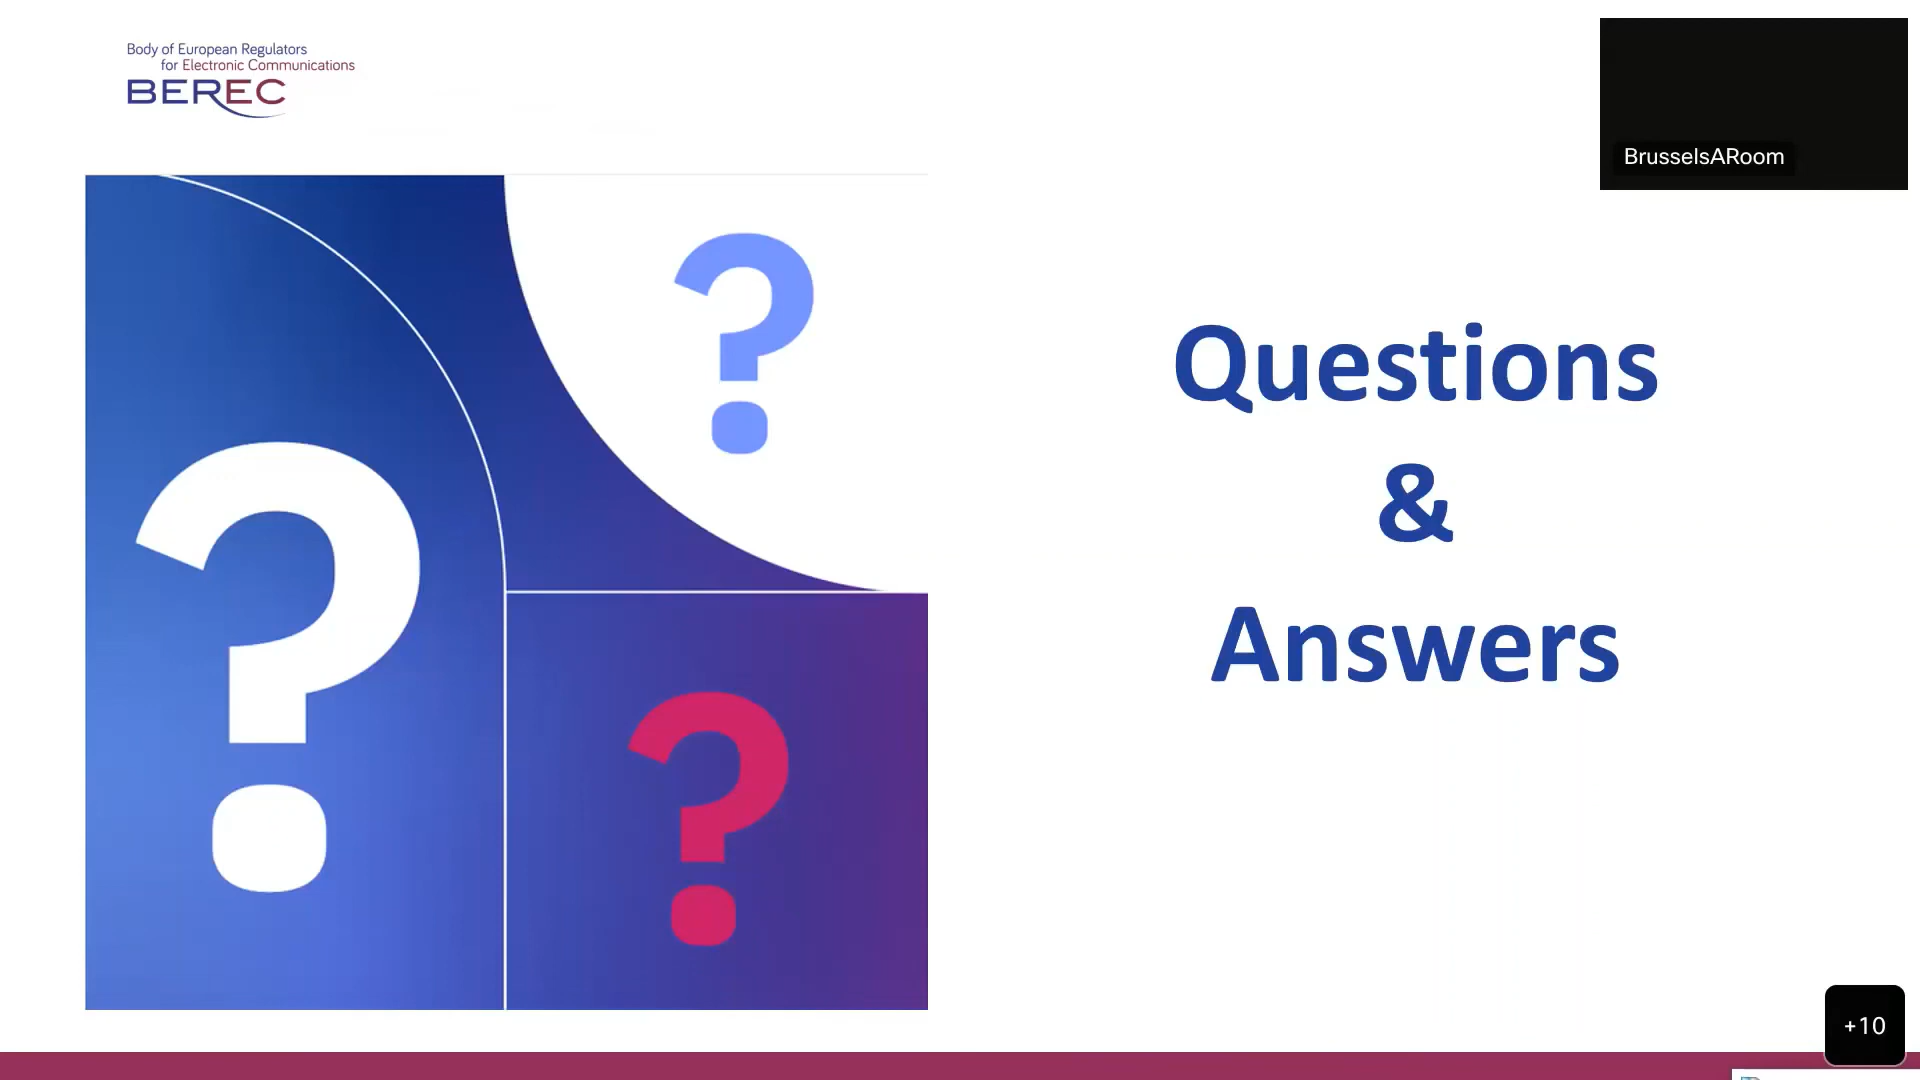 Body of European Regulators
for Electronic Communications
BEREC
BrusselsARoom
?
?
?
Questions
&
Answers
+10